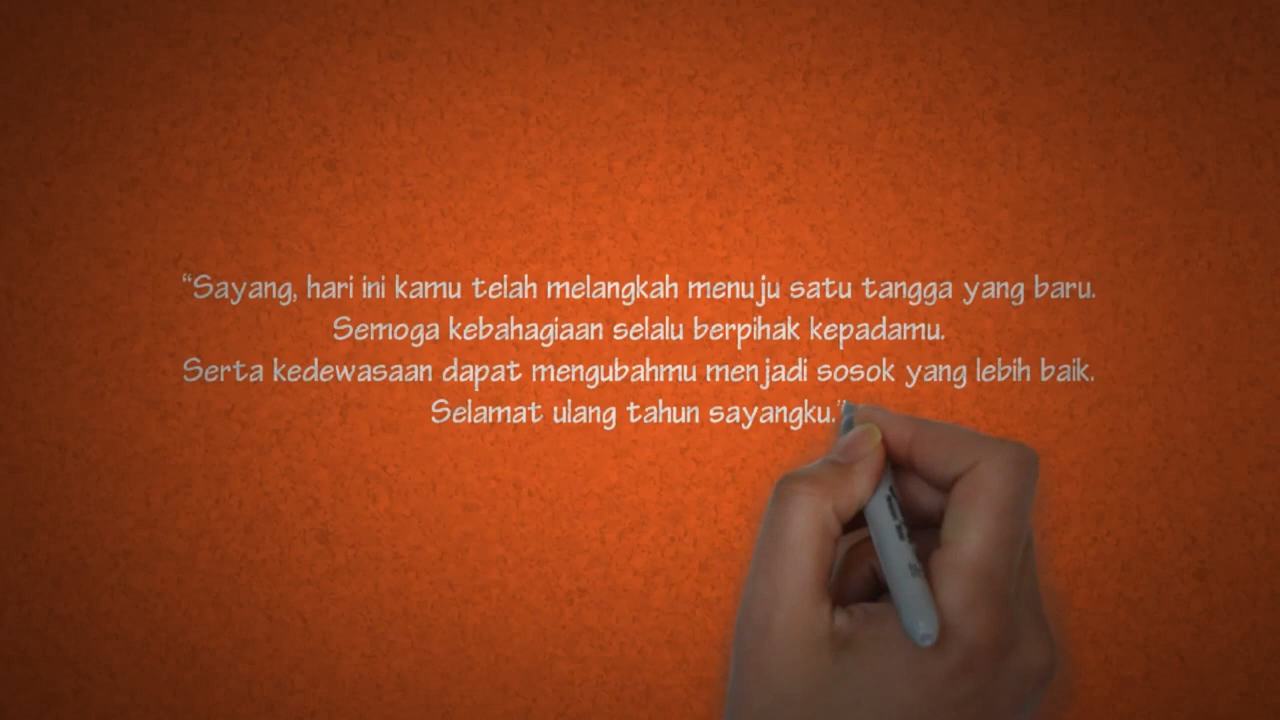 “Sayang, hari ini kamu telah melangkah menuju satu tangga yang baru.
Semoga kebahagiaan selalu berpihak kepadamu.
Serta kedewasaan dapat mengubahmu menjadi sosok yang lebih baik.
Selamat ulang tahun sayangku.”